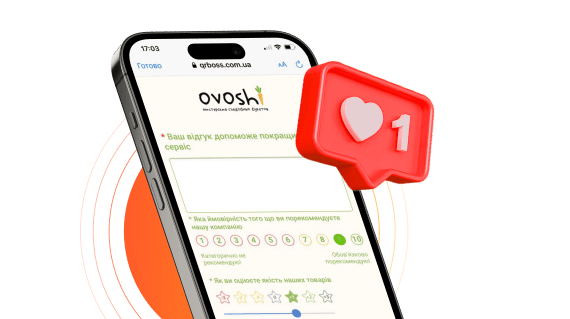 17:03
Готово
qrboss.com.ua
AA
ovoshi
* Ваш відгук допоможе покращи
сервіс
1
* Яка ймовірність того що ви порекомендуєте
нашу компанію
1 2 3 4 5 6 7 8 10
Категорично не
рекомендую
Обов'язково
порекомендую
* Як ви оцінюєте якість наших товарів